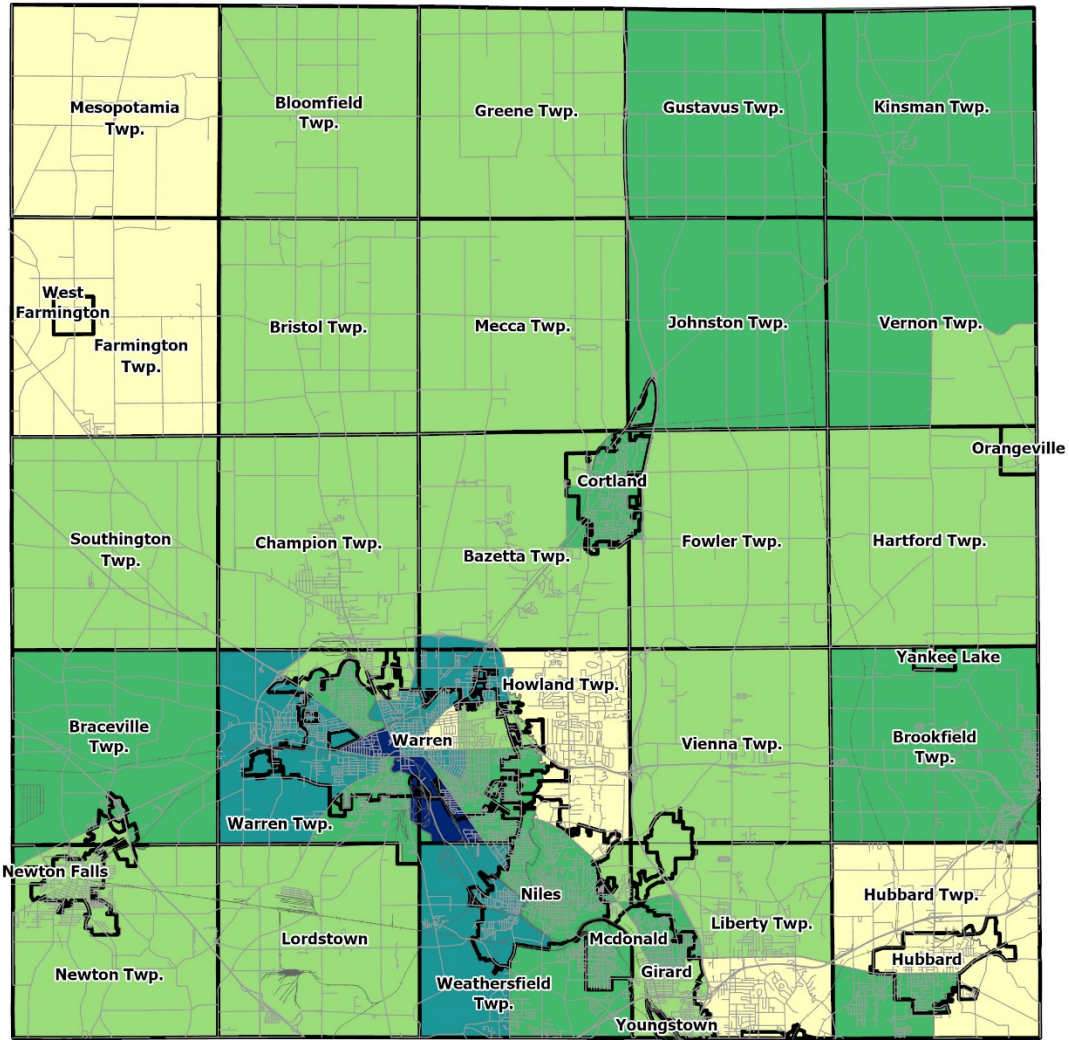 Mesopotamia
Twp.
Bloomfield
Twp.
Greene Twp.
Gustavus Twp.
Kinsman Twp.
West
Farmington
Farmington
Twp.
Bristol Twp.
Mecca Twp.
Johnston Twp.
Vernon Twp.
Southington
Twp.
Champion Twp.
Bazetta Twp.
Cortland
Fowler Twp.
Hartford Twp.
Orangeville
Braceville
Twp.
Warren Twp.
Warren
Howland Twp.
Vienna Twp.
Yankee Lake
Brookfield
Twp.
Newton Falls
Newton Twp.
Lordstown
Niles
Weathersfield
Twp.
Mcdonald
Girard
Youngstown
Liberty Twp.
Hubbard Twp.
Hubbard